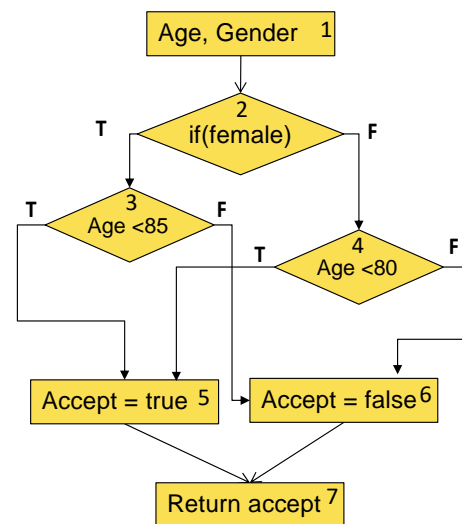 Age, Gender 1
2
if(female)
T
F
3
Age <85
T
F
4
Age <80
T
F
Accept = true 5
Accept = false 6
Return accept 7